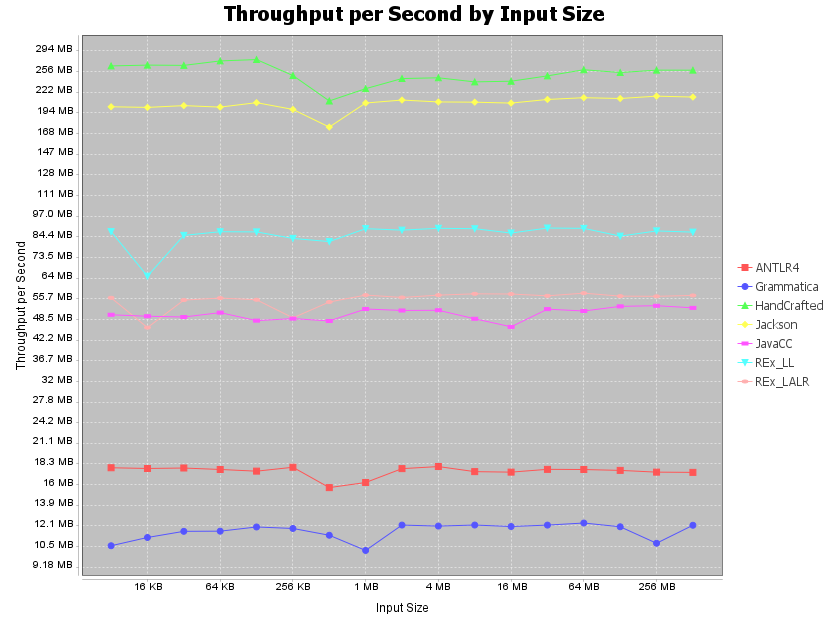 Throughput per Second by Input Size
Throughput per Second
294 MB
256 MB
222 MB
194 MB
168 MB
147 MB
128 MB
111 MB
97.0 MB
84.4 MB
73.5 MB
64 MB
55.7 MB
48.5 MB
42.2 MB
36.7 MB
32 MB
27.8 MB
24.2 MB
21.1 MB
18.3 MB
16 MB
13.9 MB
12.1 MB
10.5 MB
9.18 MB
16 KB 64 KB 256 KB 1 MB 4 MB 16 MB 64 MB 256 MB
Input Size
ANTLR4
Grammatica
HandCrafted
Jackson
JavaCC
REx_LL
REx_LALR